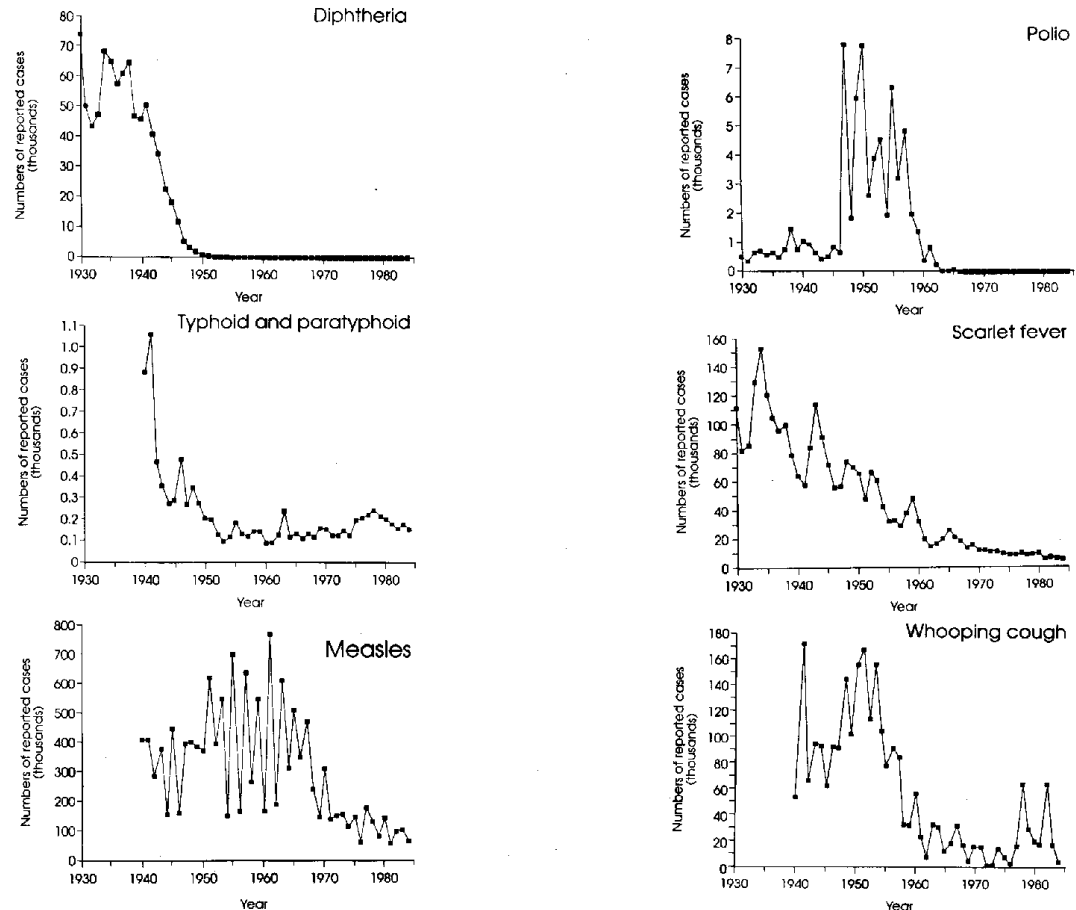 Diphtheria
Numbers of reported cases
(thousands)
80
70
60
50
40
30
20
10
0
1930 1940 1950 1960 1970 1980
Year
Polio
Numbers of reported cases
(thousands)
8
7
6
5
4
3
2
1
0
1930 1940 1950 1960 1970 1980
Year
Typhoid and paratyphoid
Numbers of reported cases
(thousands)
1.1
1.0
0.9
0.8
0.7
0.6
0.5
0.4
0.3
0.2
0.1
0
1930 1940 1950 1960 1970 1980
Year
Scarlet fever
Numbers of reported cases
(thousands)
160
140
120
100
80
60
40
20
0
1930 1940 1950 1960 1970 1980
Year
Measles
Numbers of reported cases
(thousands)
800
700
600
500
400
300
200
100
0
1930 1940 1950 1960 1970 1980
Year
Whooping cough
Numbers of reported cases
(thousands)
180
160
140
120
100
80
60
40
20
0
1930 1940 1950 1960 1970 1980
Year